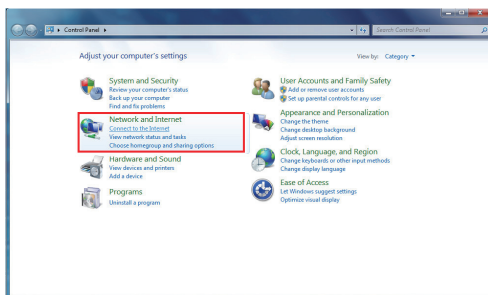 Control Panel
Search Control Panel
Adjust your computer's settings
View by: Category
System and Security
Review your computer's status
Back up your computer
Find and fix problems
Network and Internet
Connect to the Internet
View network status and tasks
Choose homegroup and sharing options
Hardware and Sound
View devices and printers
Add a device
Programs
Uninstall a program
User Accounts and Family Safety
Add or remove user accounts
Set up parental controls for any user
Appearance and Personalization
Change the theme
Change desktop background
Adjust screen resolution
Clock, Language, and Region
Change keyboards or other input methods
Change display language
Ease of Access
Let Windows suggest settings
Optimize visual display